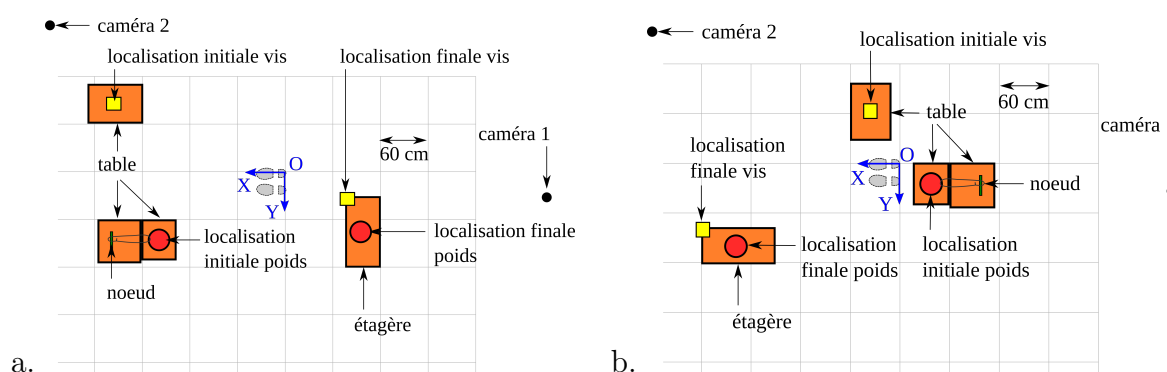 caméra 2
localisation initiale vis
localisation finale vis
60 cm
caméra 1
table
O
X
Y
localisation
initiale poids
localisation finale
poids
noeud
étagère
a.
caméra 2
localisation initiale vis
60 cm
table
caméra
localisation
finale vis
O
X
Y
noeud
localisation
finale poids
localisation
initiale poids
étagère
b.